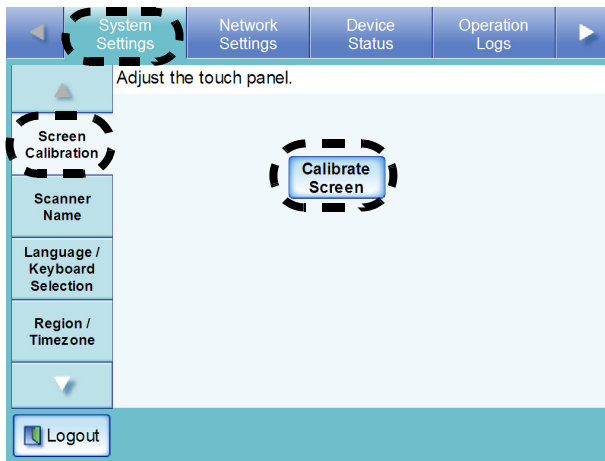 System
Settings
Network
Settings
Device
Status
Operation
Logs
Adjust the touch panel.
Screen
Calibration
Calibrate
Screen
Scanner
Name
Language /
Keyboard
Selection
Region /
Timezone
Logout